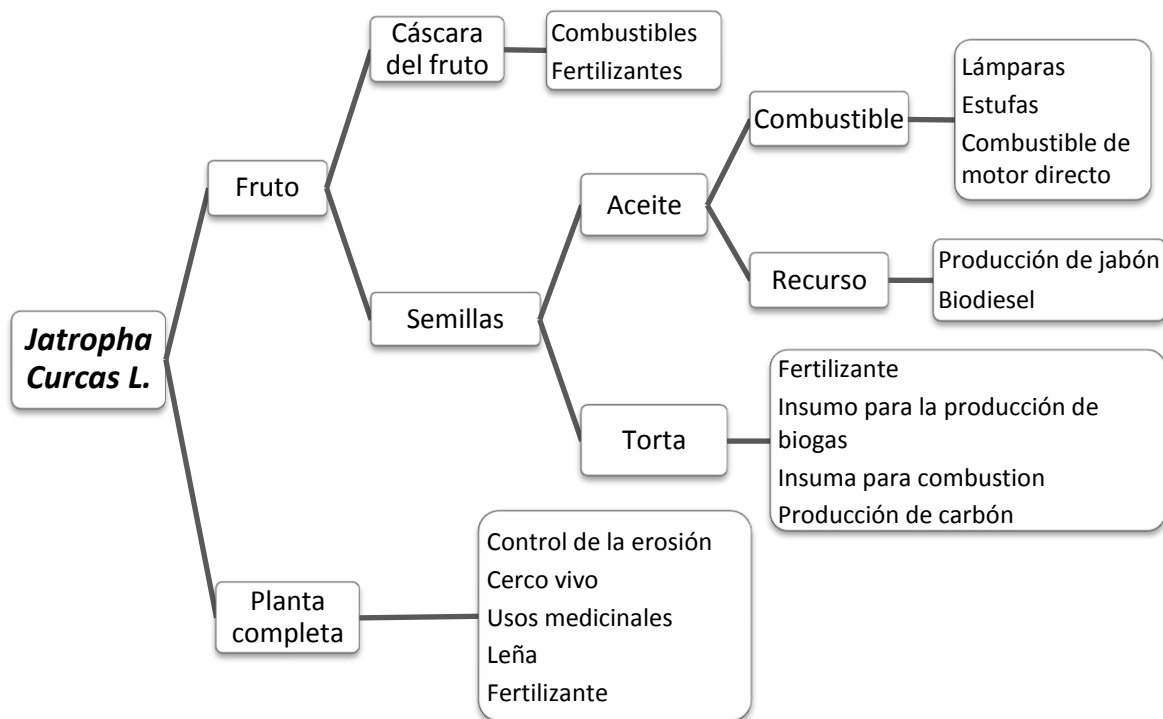 Cáscara
del fruto
Combustibles
Fertilizantes
Fruto
Semillas
Aceite
Combustible
Lámparas
Estufas
Combustible de
motor directo
Recurso
Producción de jabón
Biodiesel
Torta
Fertilizante
Insumo para la producción de
biogas
Insuma para combustion
Producción de carbón
Jatropha
Curcas L.
Planta
completa
Control de la erosión
Cerco vivo
Usos medicinales
Leña
Fertilizante